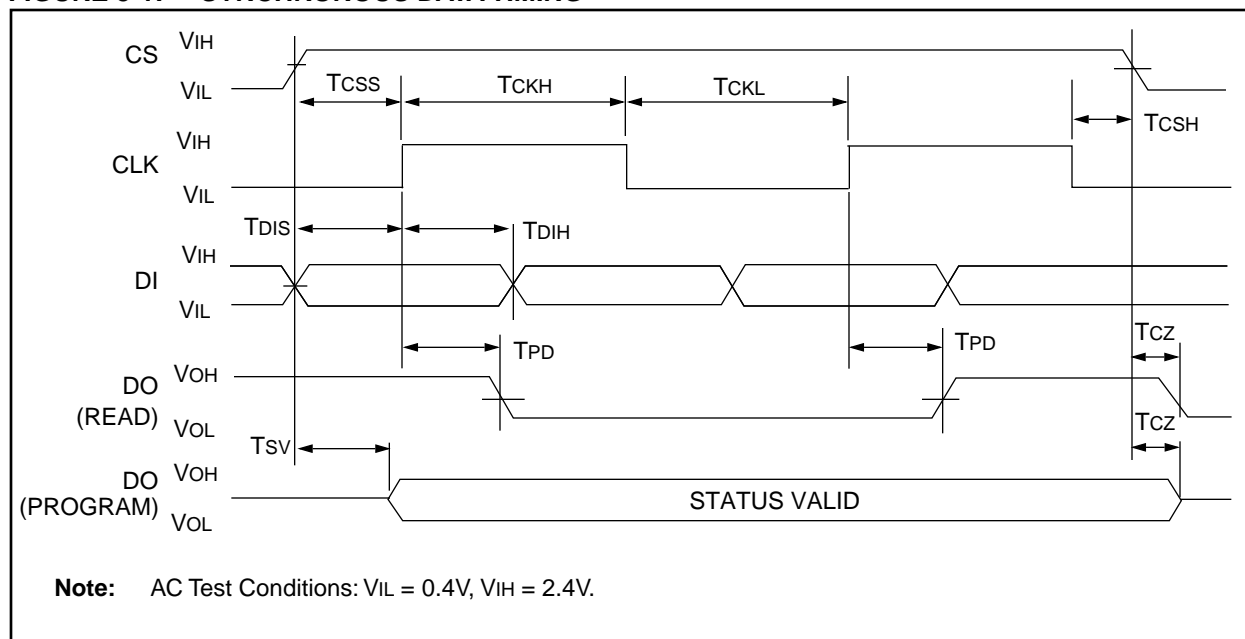 CS VIH
VIL
TCSS TCKH TCKL TCSH
CLK VIH
VIL
TDIS TDIH
DI VIH
VIL
TPD TPD TCZ
DO (READ) VOH
VOL
TSV TCZ
DO (PROGRAM) VOH
VOL
STATUS VALID
Note: AC Test Conditions: VIL = 0.4V, VIH = 2.4V.